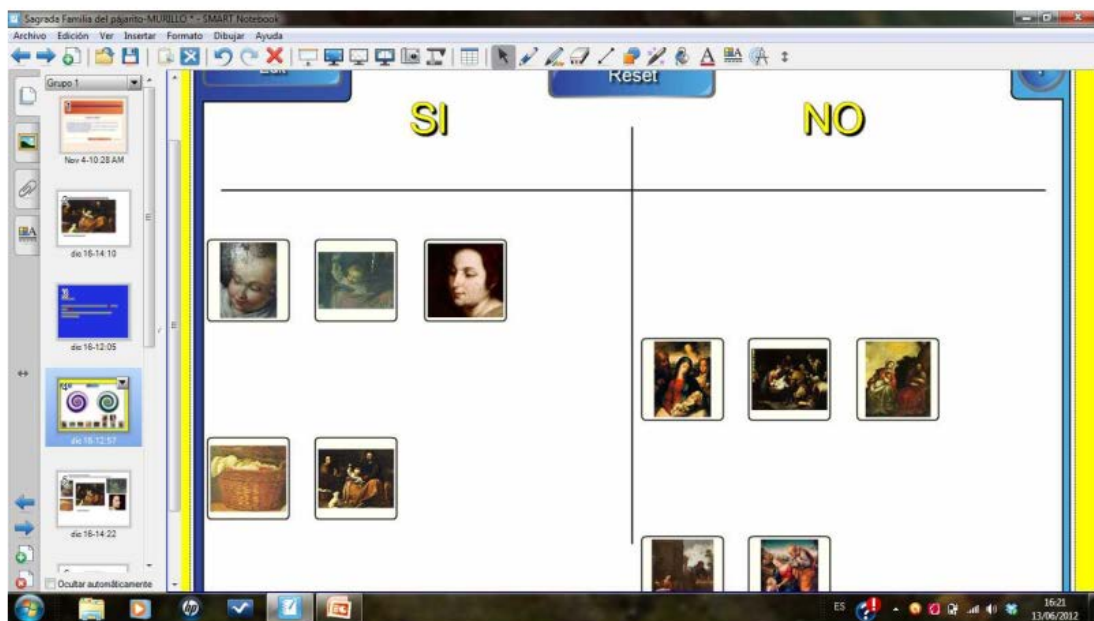 Sagrada Familia del pájarito-MURILLO * - SMART Notebook
Archivo Edición Ver Insertar Formato Dibujar Ayuda
Grupo 1
Edit
Reset
SI
NO
Nov 4-10:28 AM
dic 16-14:10
dic 16-12:05
dic 16-12:57
dic 16-14:22
Ocultar automáticamente
ES
16:21
13/06/2012